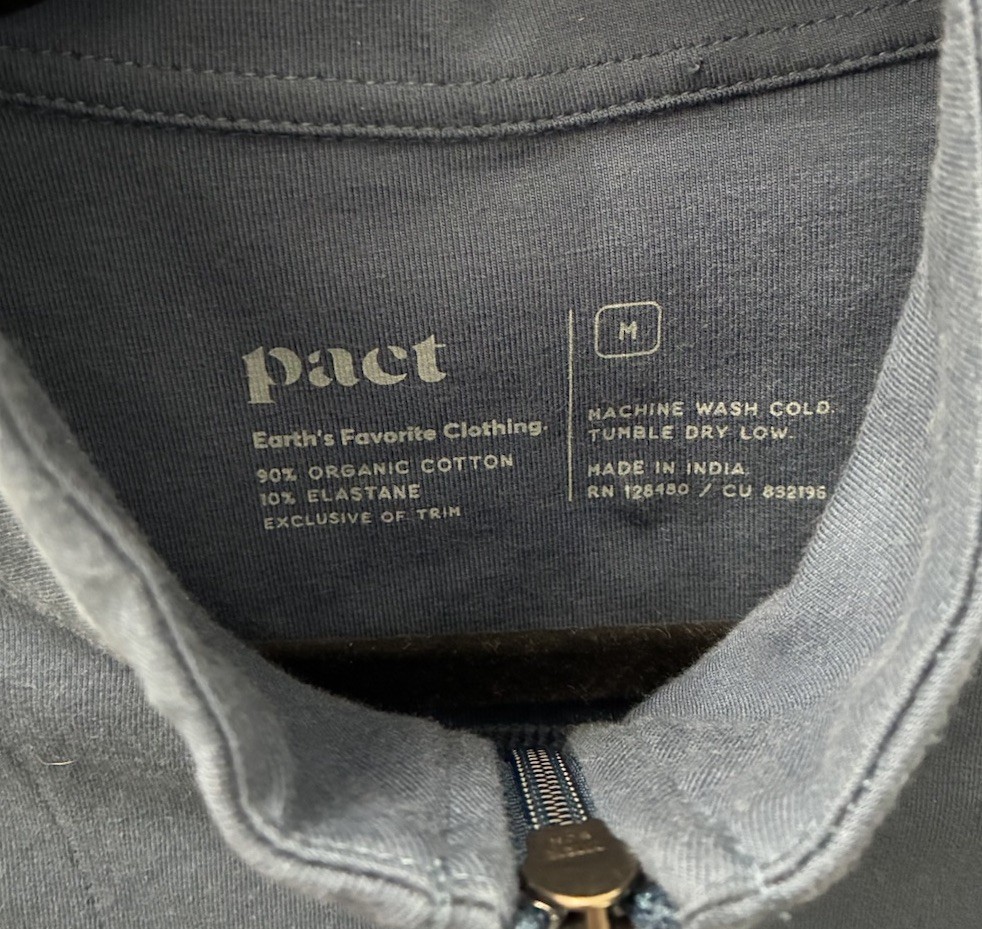 pact
Earth's Favorite Clothing.
90% ORGANIC COTTON
10% ELASTANE
EXCLUSIVE OF TRIM
M
MACHINE WASH COLD.
TUMBLE DRY LOW.
MADE IN INDIA.
RN 128480 / CU 832196